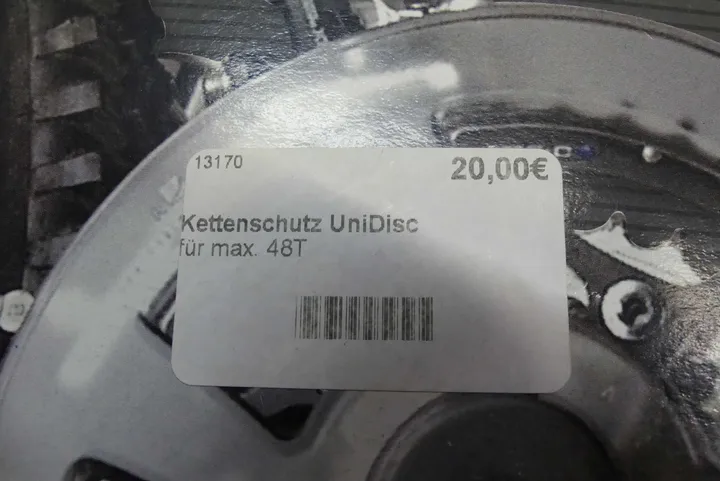 13170
20,00€
Kettenschutz UniDisc
für max. 48T